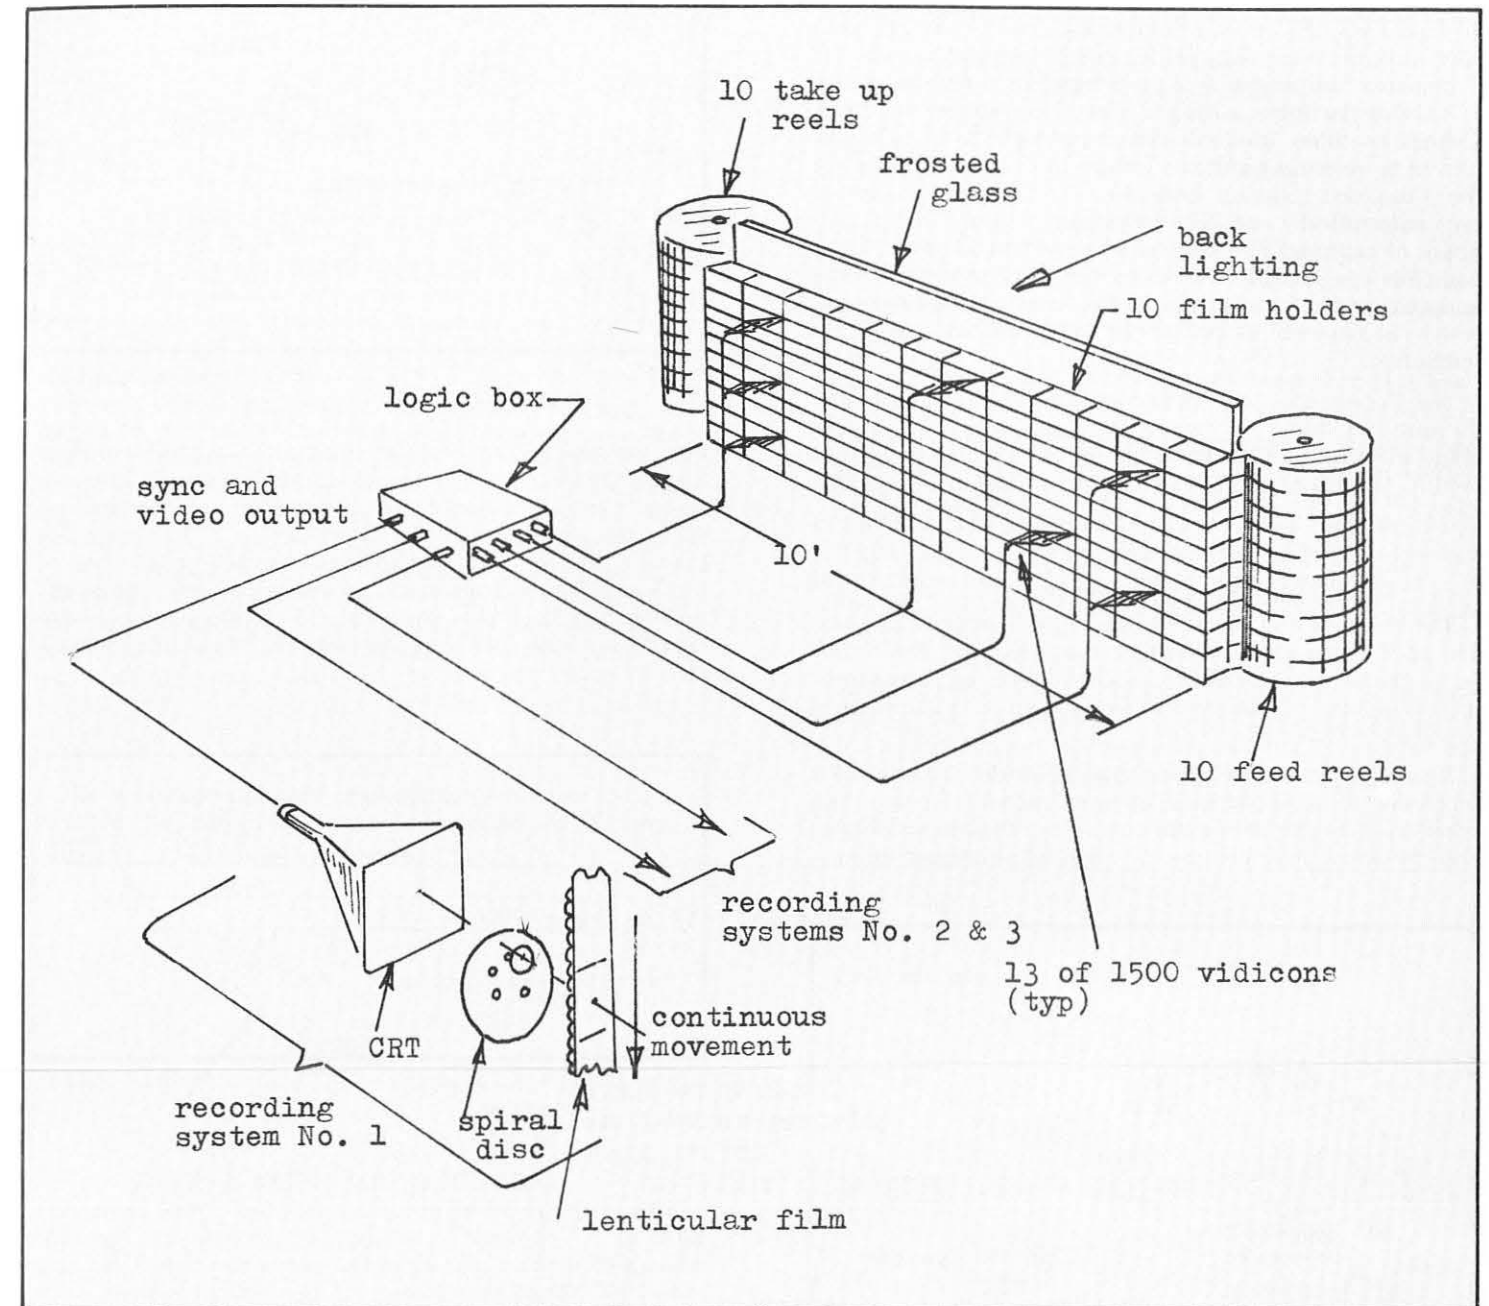 10 take up
reels
frosted
glass
back
lighting
10 film holders
logic box
sync and
video output
10'
10 feed reels
recording
systems No. 2 & 3
13 of 1500 vidicons
(typ)
continuous
movement
CRT
recording
system No. 1
spiral
disc
lenticular film